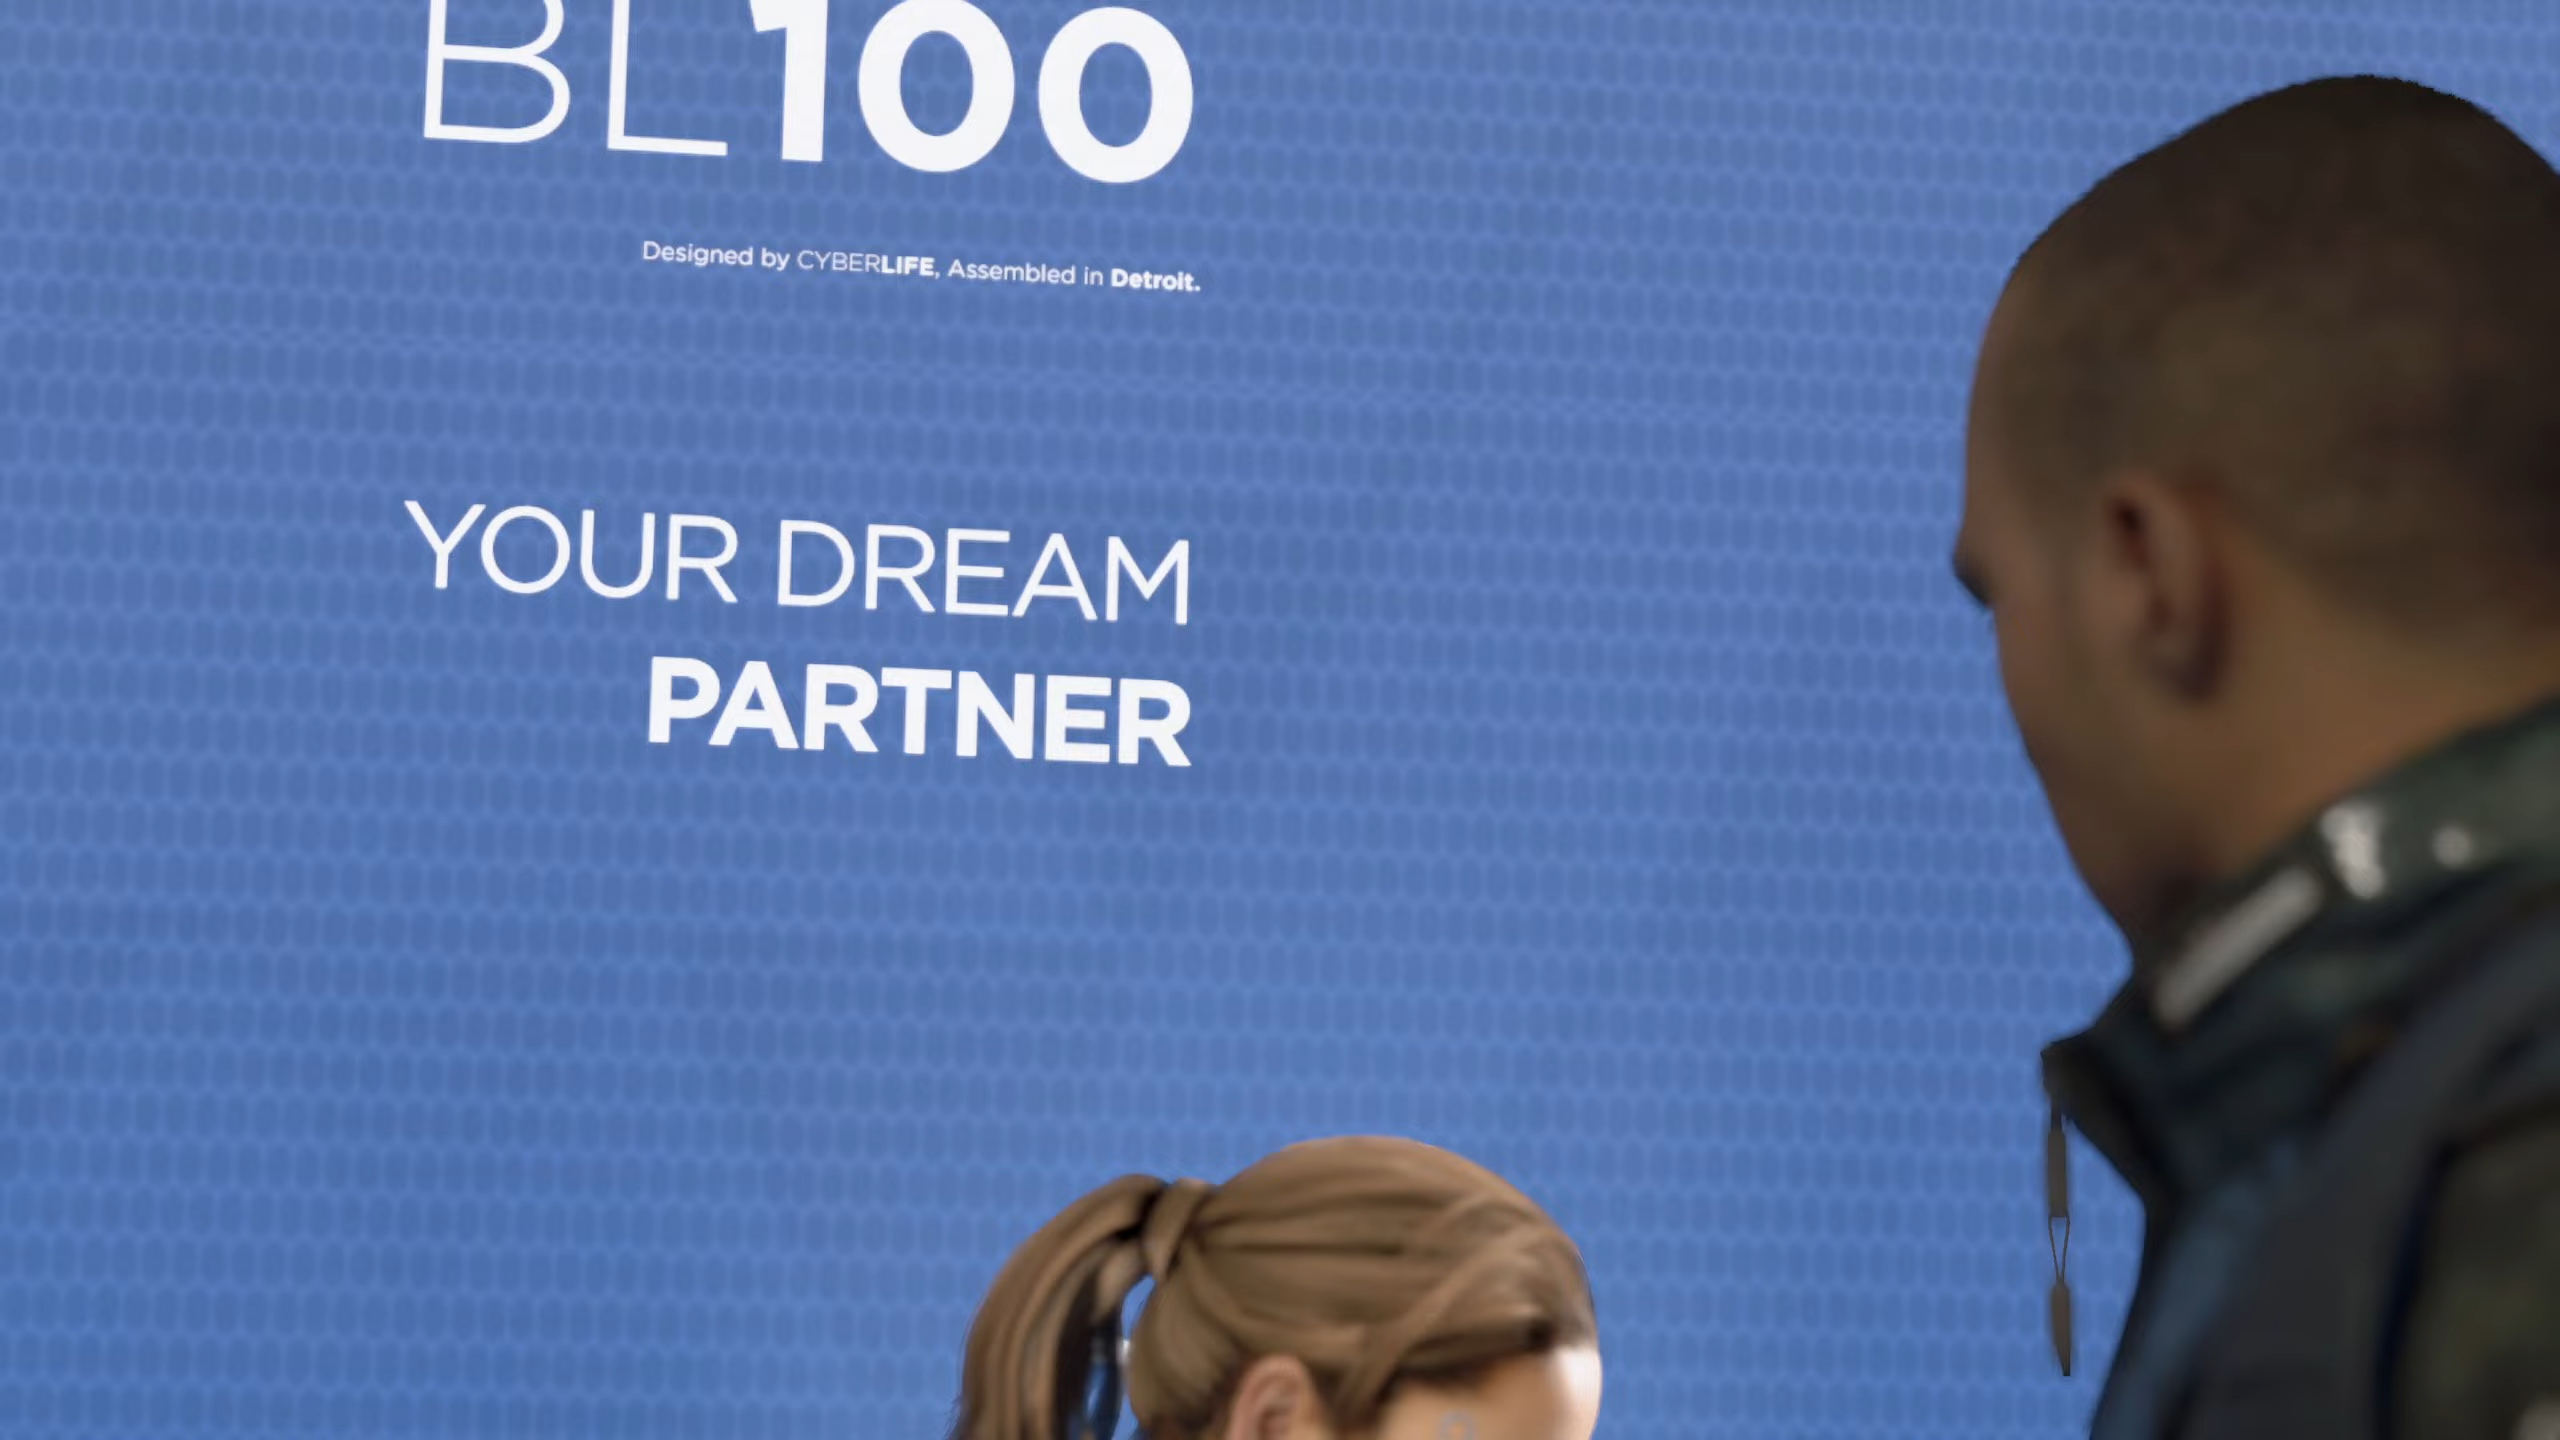 BL100
Designed by CYBERLIFE, Assembled in Detroit.
YOUR DREAM
PARTNER